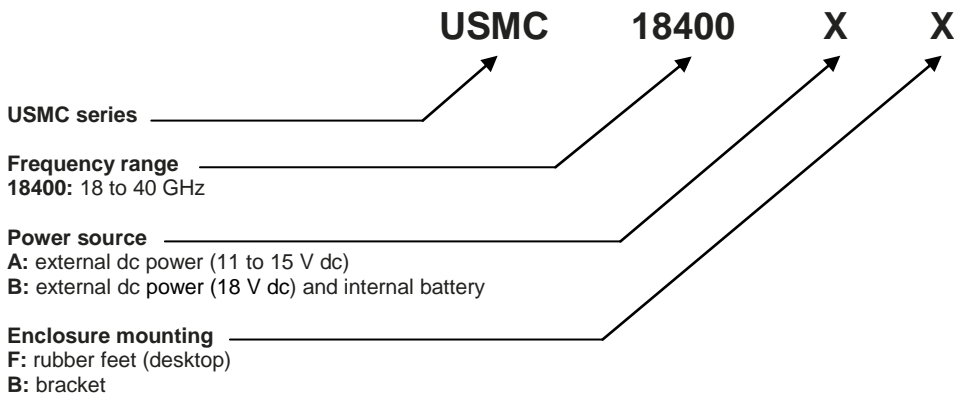 USMC 18400 X X
USMC series
Frequency range
18400: 18 to 40 GHz
Power source
A: external dc power (11 to 15 V dc)
B: external dc power (18 V dc) and internal battery
Enclosure mounting
F: rubber feet (desktop)
B: bracket